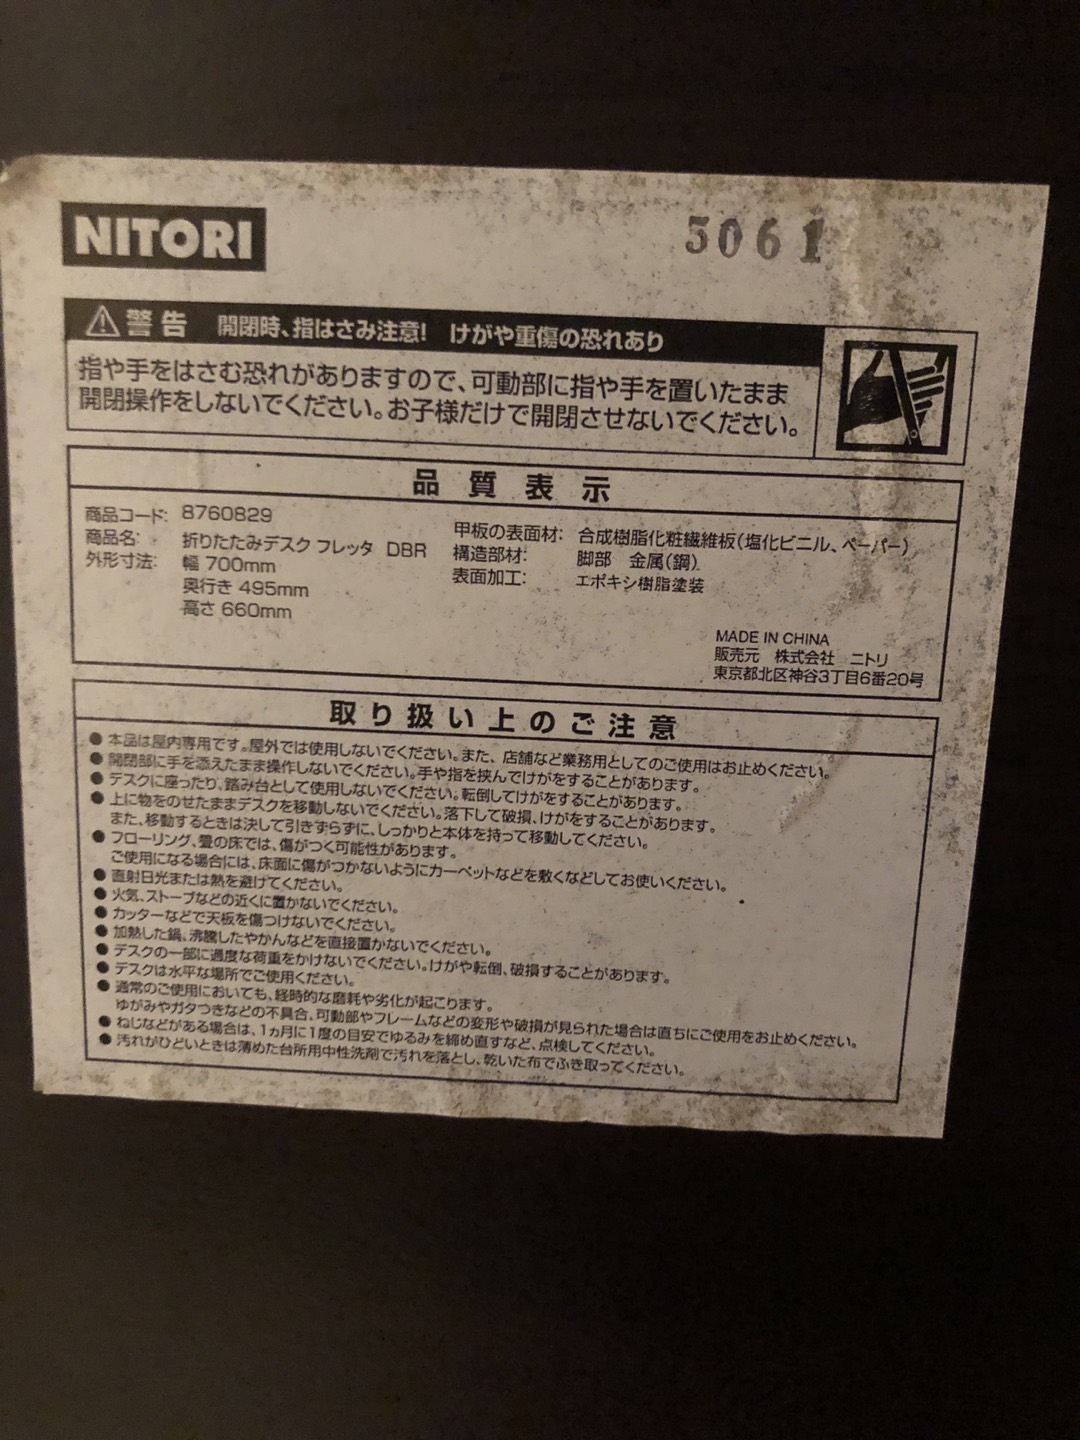 NITORI
5061
⚠警告 開閉時、指はさみ注意! けがや重傷の恐れあり
指や手をはさむ恐れがありますので、可動部に指や手を置いたまま
開閉操作をしないでください。お子様だけで開閉させないでください。
品質表示
商品コード: 8760829
商品名: 折りたたみデスク フレッタ DBR
外形寸法: 幅 700mm
奥行き 495mm
高さ 660mm
甲板の表面材: 合成樹脂化粧繊維板(塩化ビニル、ペーパー)
構造部材: 脚部 金属(鋼)
表面加工: エポキシ樹脂塗装
MADE IN CHINA
販売元 株式会社 ニトリ
東京都北区神谷3丁目6番20号
取り扱い上のご注意
●本品は屋内専用です。屋外では使用しないでください。また、店舗など業務用としてのご使用はお止めください。
●開閉部に手を添えたまま操作しないでください。手や指を挟んでけがをすることがあります。
●デスクに座ったり、踏み台として使用しないでください。転倒してけがをすることがあります。
●上に物をのせたままデスクを移動しないでください。落下して破損、けがをすることがあります。
また、移動するときは決して引きずらずに、しっかりと本体を持って移動してください。
●フローリング、畳の床では、傷がつく可能性があります。
ご使用になる場合には、床面に傷がつかないようにカーペットなどを敷くなどしてお使いください。
●直射日光または熱を避けてください。
●火気、ストーブなどの近くに置かないでください。
●カッターなどで天板を傷つけないでください。
●加熱した鍋、沸騰したやかんなどを直接置かないでください。
●デスクの一部に過度な荷重をかけないでください。けがや転倒、破損することがあります。
●デスクは水平な場所でご使用ください。
●通常のご使用においても、経時的な磨耗や劣化が起こります。
ゆがみやガタつきなどの不具合、可動部やフレームなどの変形や破損が見られた場合は直ちにご使用をお止めください。
●ねじなどがある場合は、1ヵ月に1度の目安でゆるみを締め直すなど、点検してください。
●汚れがひどいときは薄めた台所用中性洗剤で汚れを落とし、乾いた布でふき取ってください。